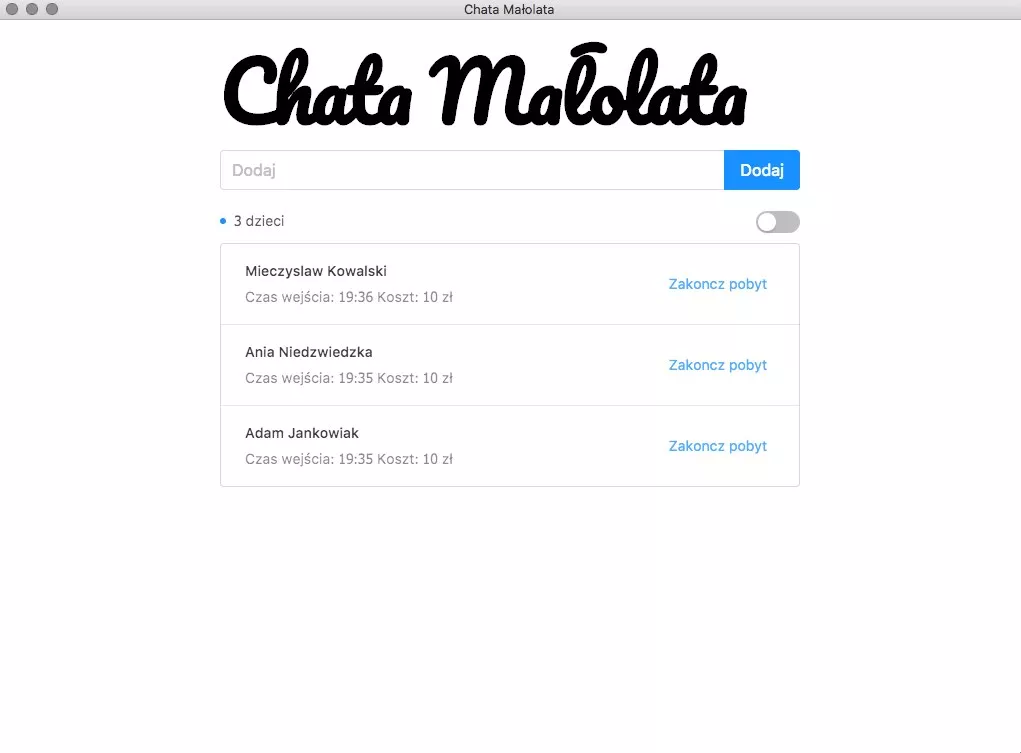 Chata Małolata
Chata Małolata
Dodaj
Dodaj
3 dzieci
Mieczyslaw Kowalski
Czas wejścia: 19:36 Koszt: 10 zł
Zakoncz pobyt
Ania Niedzwiedzka
Czas wejścia: 19:35 Koszt: 10 zł
Zakoncz pobyt
Adam Jankowiak
Czas wejścia: 19:35 Koszt: 10 zł
Zakoncz pobyt